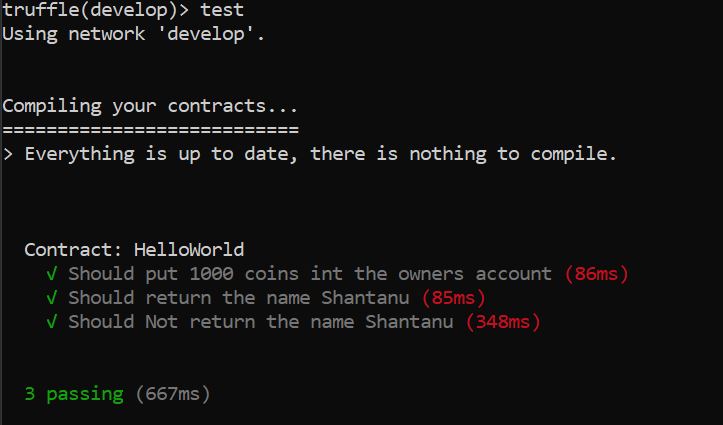 truffle(develop)> test
Using network 'develop'.
Compiling your contracts...
===========================
> Everything is up to date, there is nothing to compile.
Contract: HelloWorld
√ Should put 1000 coins int the owners account (86ms)
√ Should return the name Shantanu (85ms)
√ Should Not return the name Shantanu (348ms)
3 passing (667ms)